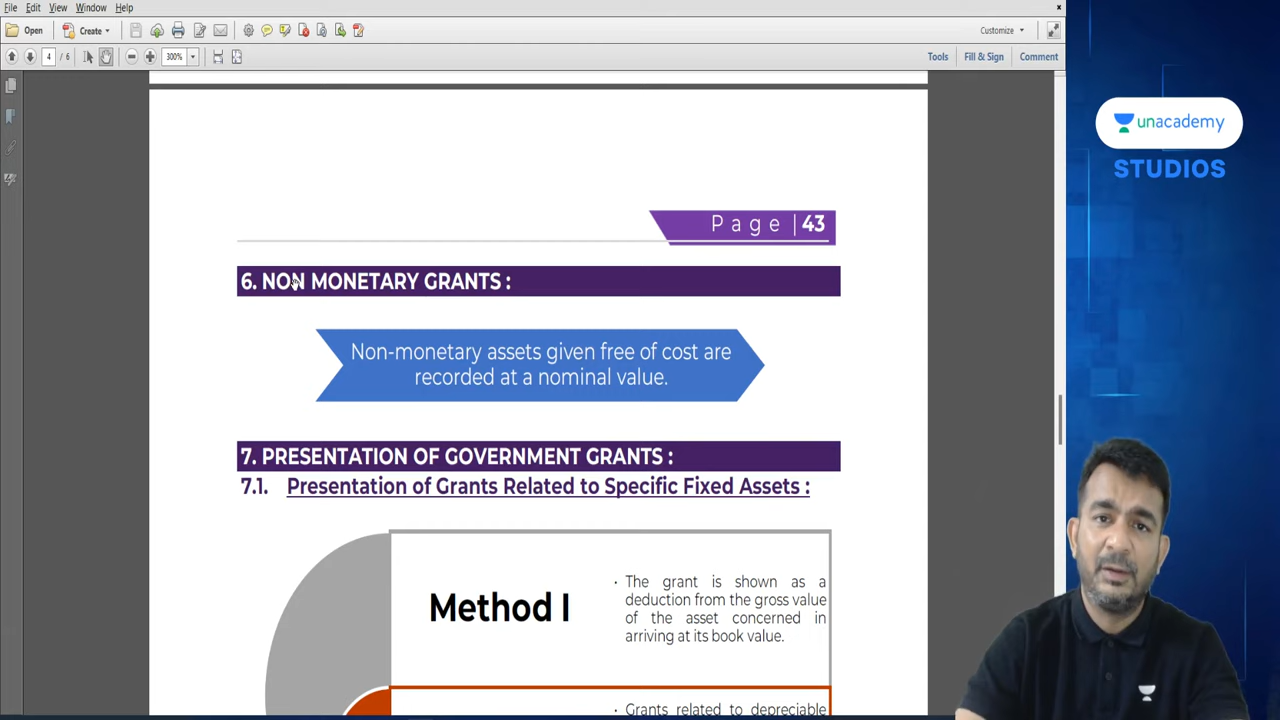 File Edit View Window Help
Open Create Customize
4 / 6 300% Tools Fill & Sign Comment
unacademy
STUDIOS
Page | 43
6. NON MONETARY GRANTS :
Non-monetary assets given free of cost are
recorded at a nominal value.
7. PRESENTATION OF GOVERNMENT GRANTS :
7.1. Presentation of Grants Related to Specific Fixed Assets :
Method I
· The grant is shown as a
deduction from the gross value
of the asset concerned in
arriving at its book value.
· Grants related to depreciable